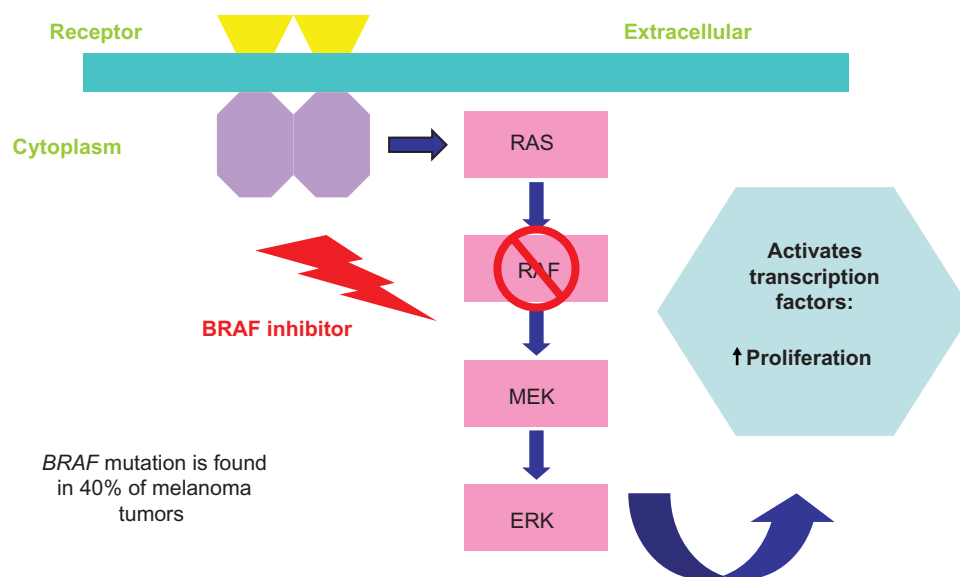 Receptor
Extracellular
Cytoplasm
RAS
RAF
BRAF inhibitor
MEK
ERK
Activates
transcription
factors:
↑Proliferation
BRAF mutation is found
in 40% of melanoma
tumors